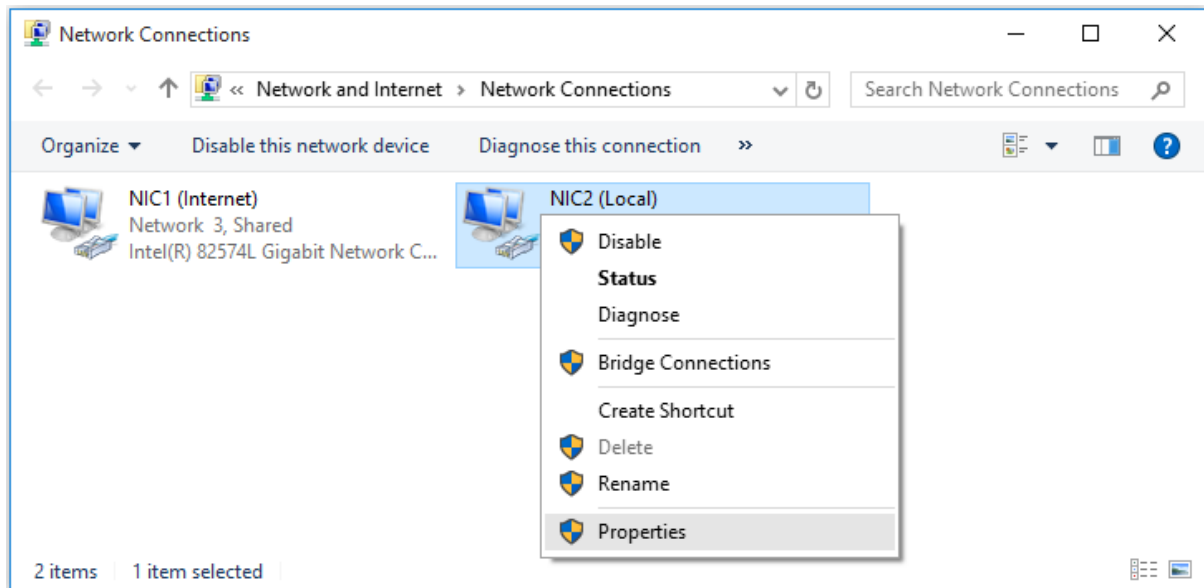 Network Connections
« Network and Internet > Network Connections
Search Network Connections
Organize
Disable this network device
Diagnose this connection
»
?
NIC1 (Internet)
Network 3, Shared
Intel(R) 82574L Gigabit Network C...
NIC2 (Local)
Disable
Status
Diagnose
Bridge Connections
Create Shortcut
Delete
Rename
Properties
2 items
1 item selected